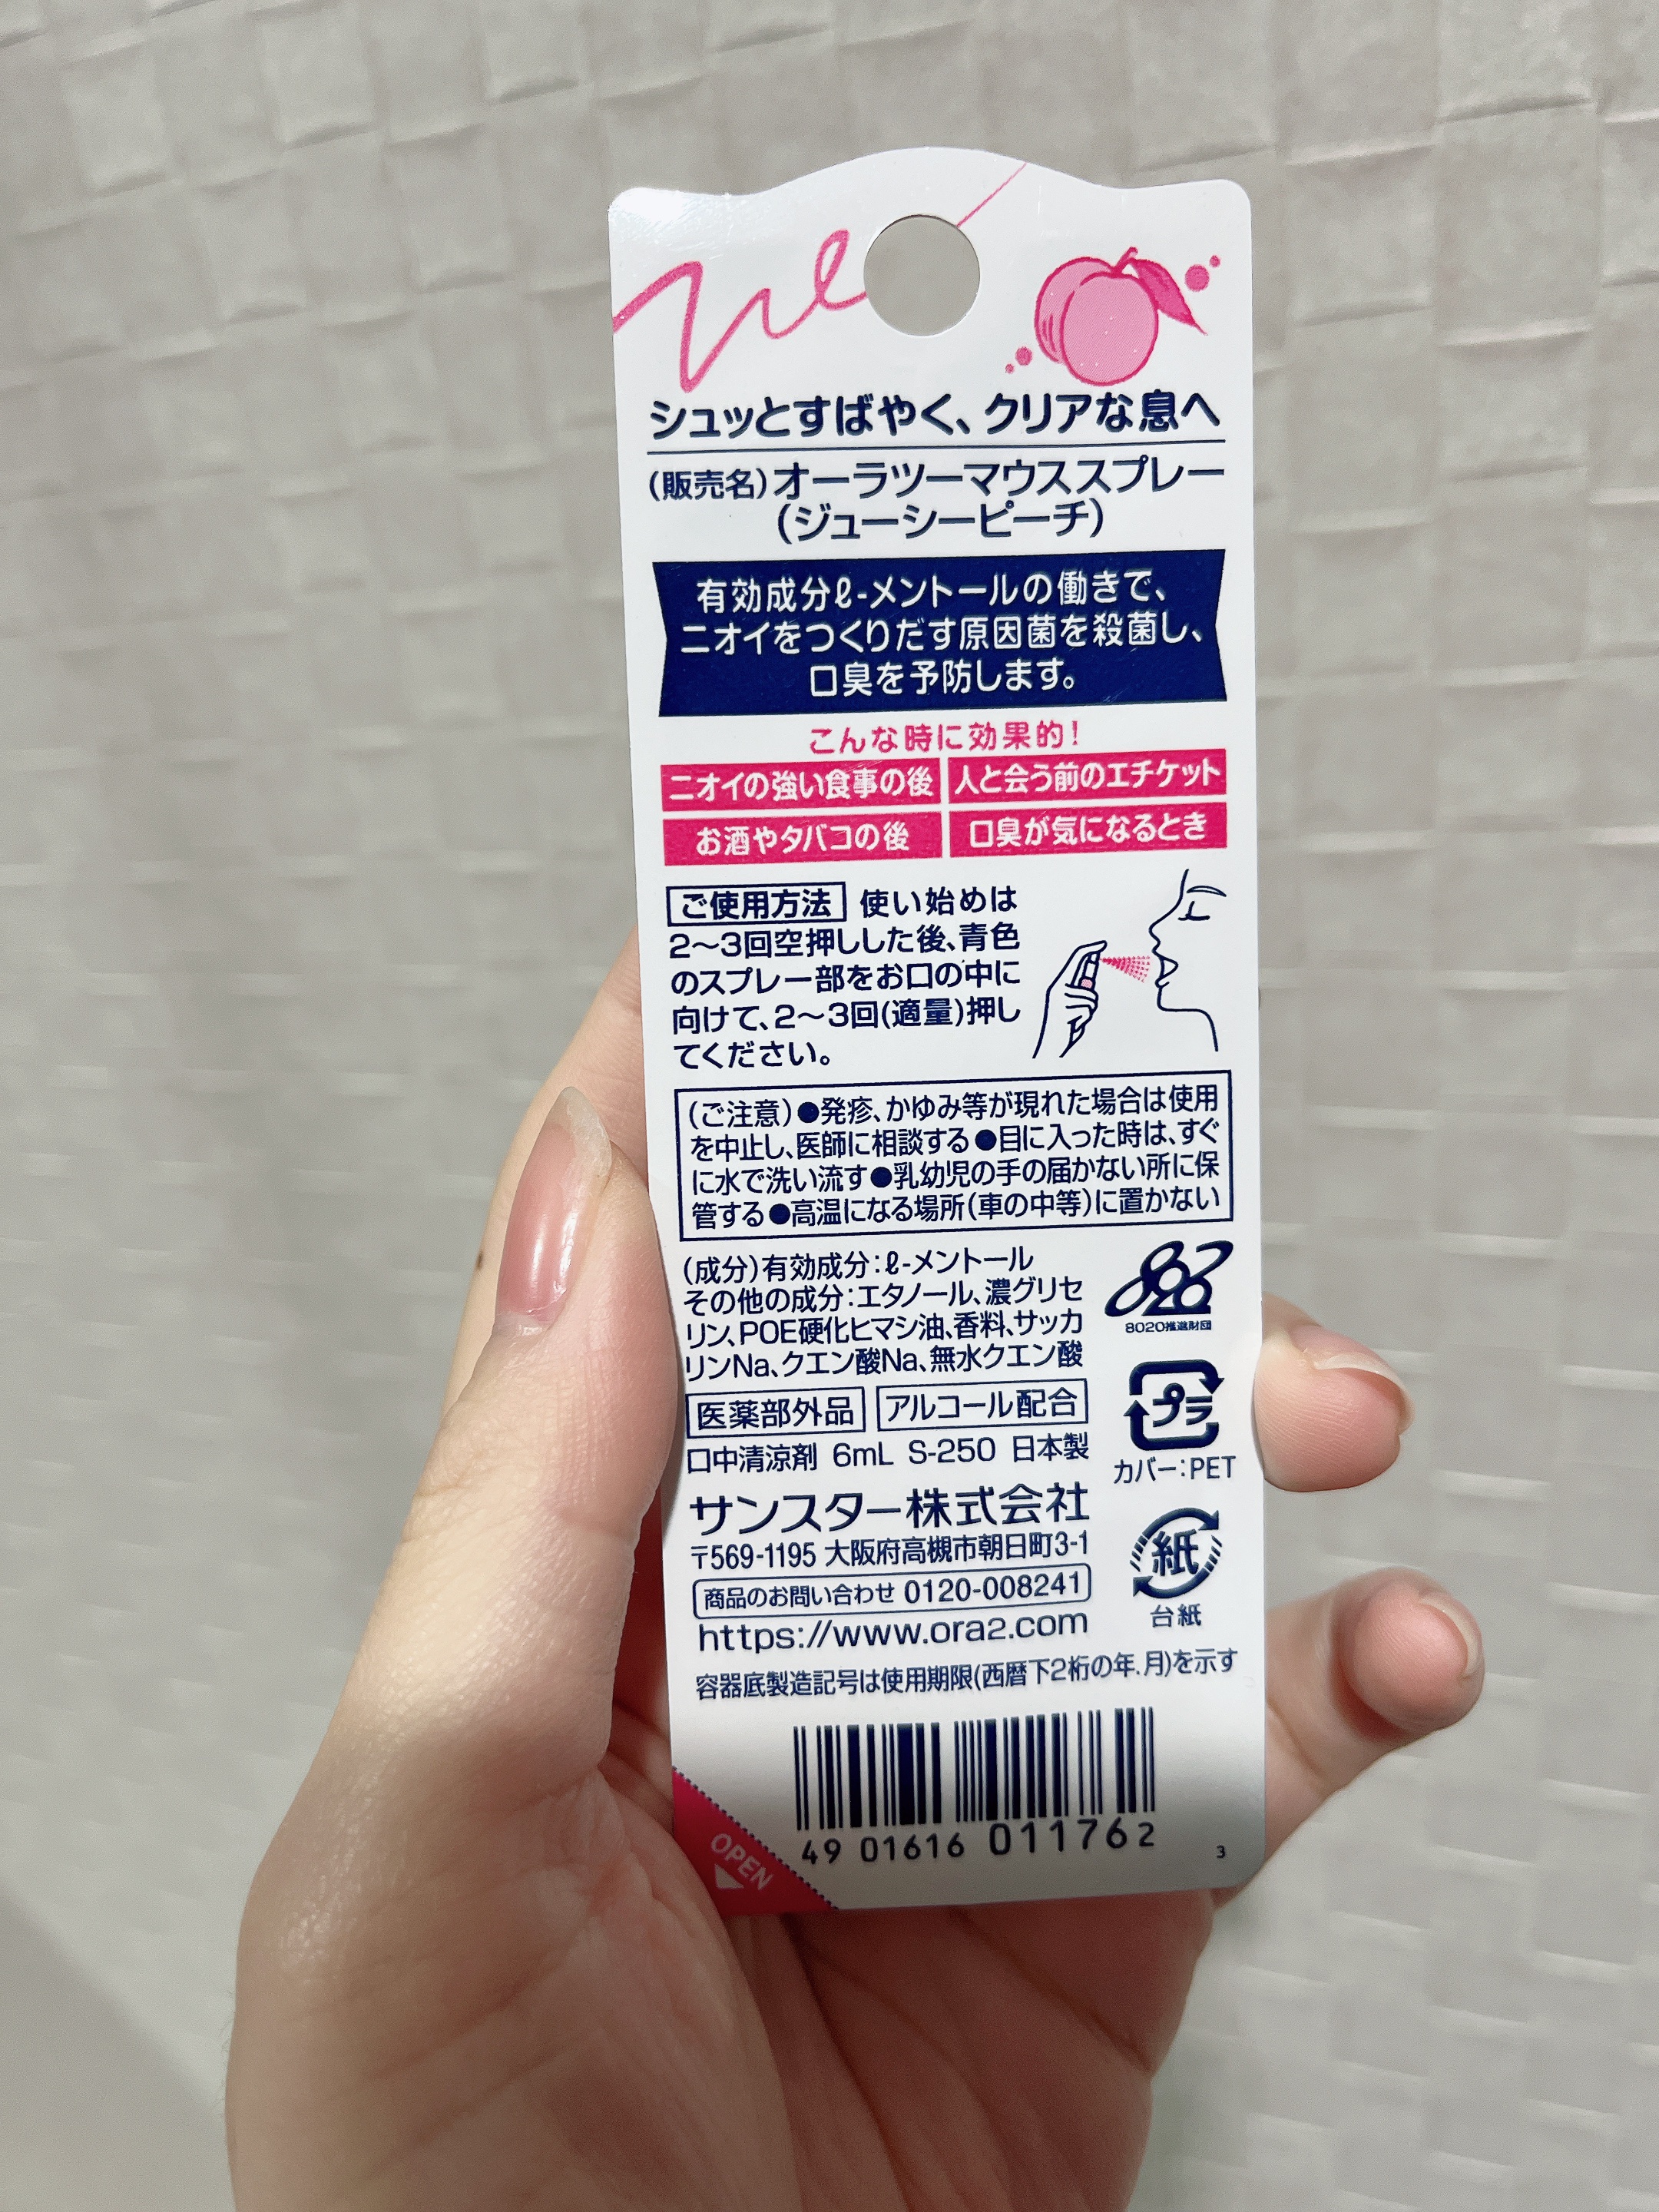 シュッとすばやく、クリアな息へ
(販売名)オーラツーマウススプレー
(ジューシーピーチ)
有効成分ℓ-メントールの働きで、
ニオイをつくりだす原因菌を殺菌し、
口臭を予防します。
こんな時に効果的!
ニオイの強い食事の後 人と会う前のエチケット
お酒やタバコの後 口臭が気になるとき
ご使用方法 使い始めは
2〜3回空押しした後、青色
のスプレー部をお口の中に
向けて、2〜3回(適量)押し
てください。
(ご注意)●発疹、かゆみ等が現れた場合は使用
を中止し、医師に相談する●目に入った時は、すぐ
に水で洗い流す●乳幼児の手の届かない所に保
管する●高温になる場所(車の中等)に置かない
(成分)有効成分:ℓ-メントール
その他の成分:エタノール、濃グリセ
リン、POE硬化ヒマシ油、香料、サッカ
リンNa、クエン酸Na、無水クエン酸
8020
8020推進財団
医薬部外品 アルコール配合
口中清涼剤 6mL S-250 日本製
プラ
カバー:PET
サンスター株式会社
〒569-1195 大阪府高槻市朝日町3-1
商品のお問い合わせ 0120-008241
https://www.ora2.com
紙
台紙
容器底製造記号は使用期限(西暦下2桁の年.月)を示す
OPEN
49 01616 011762
3